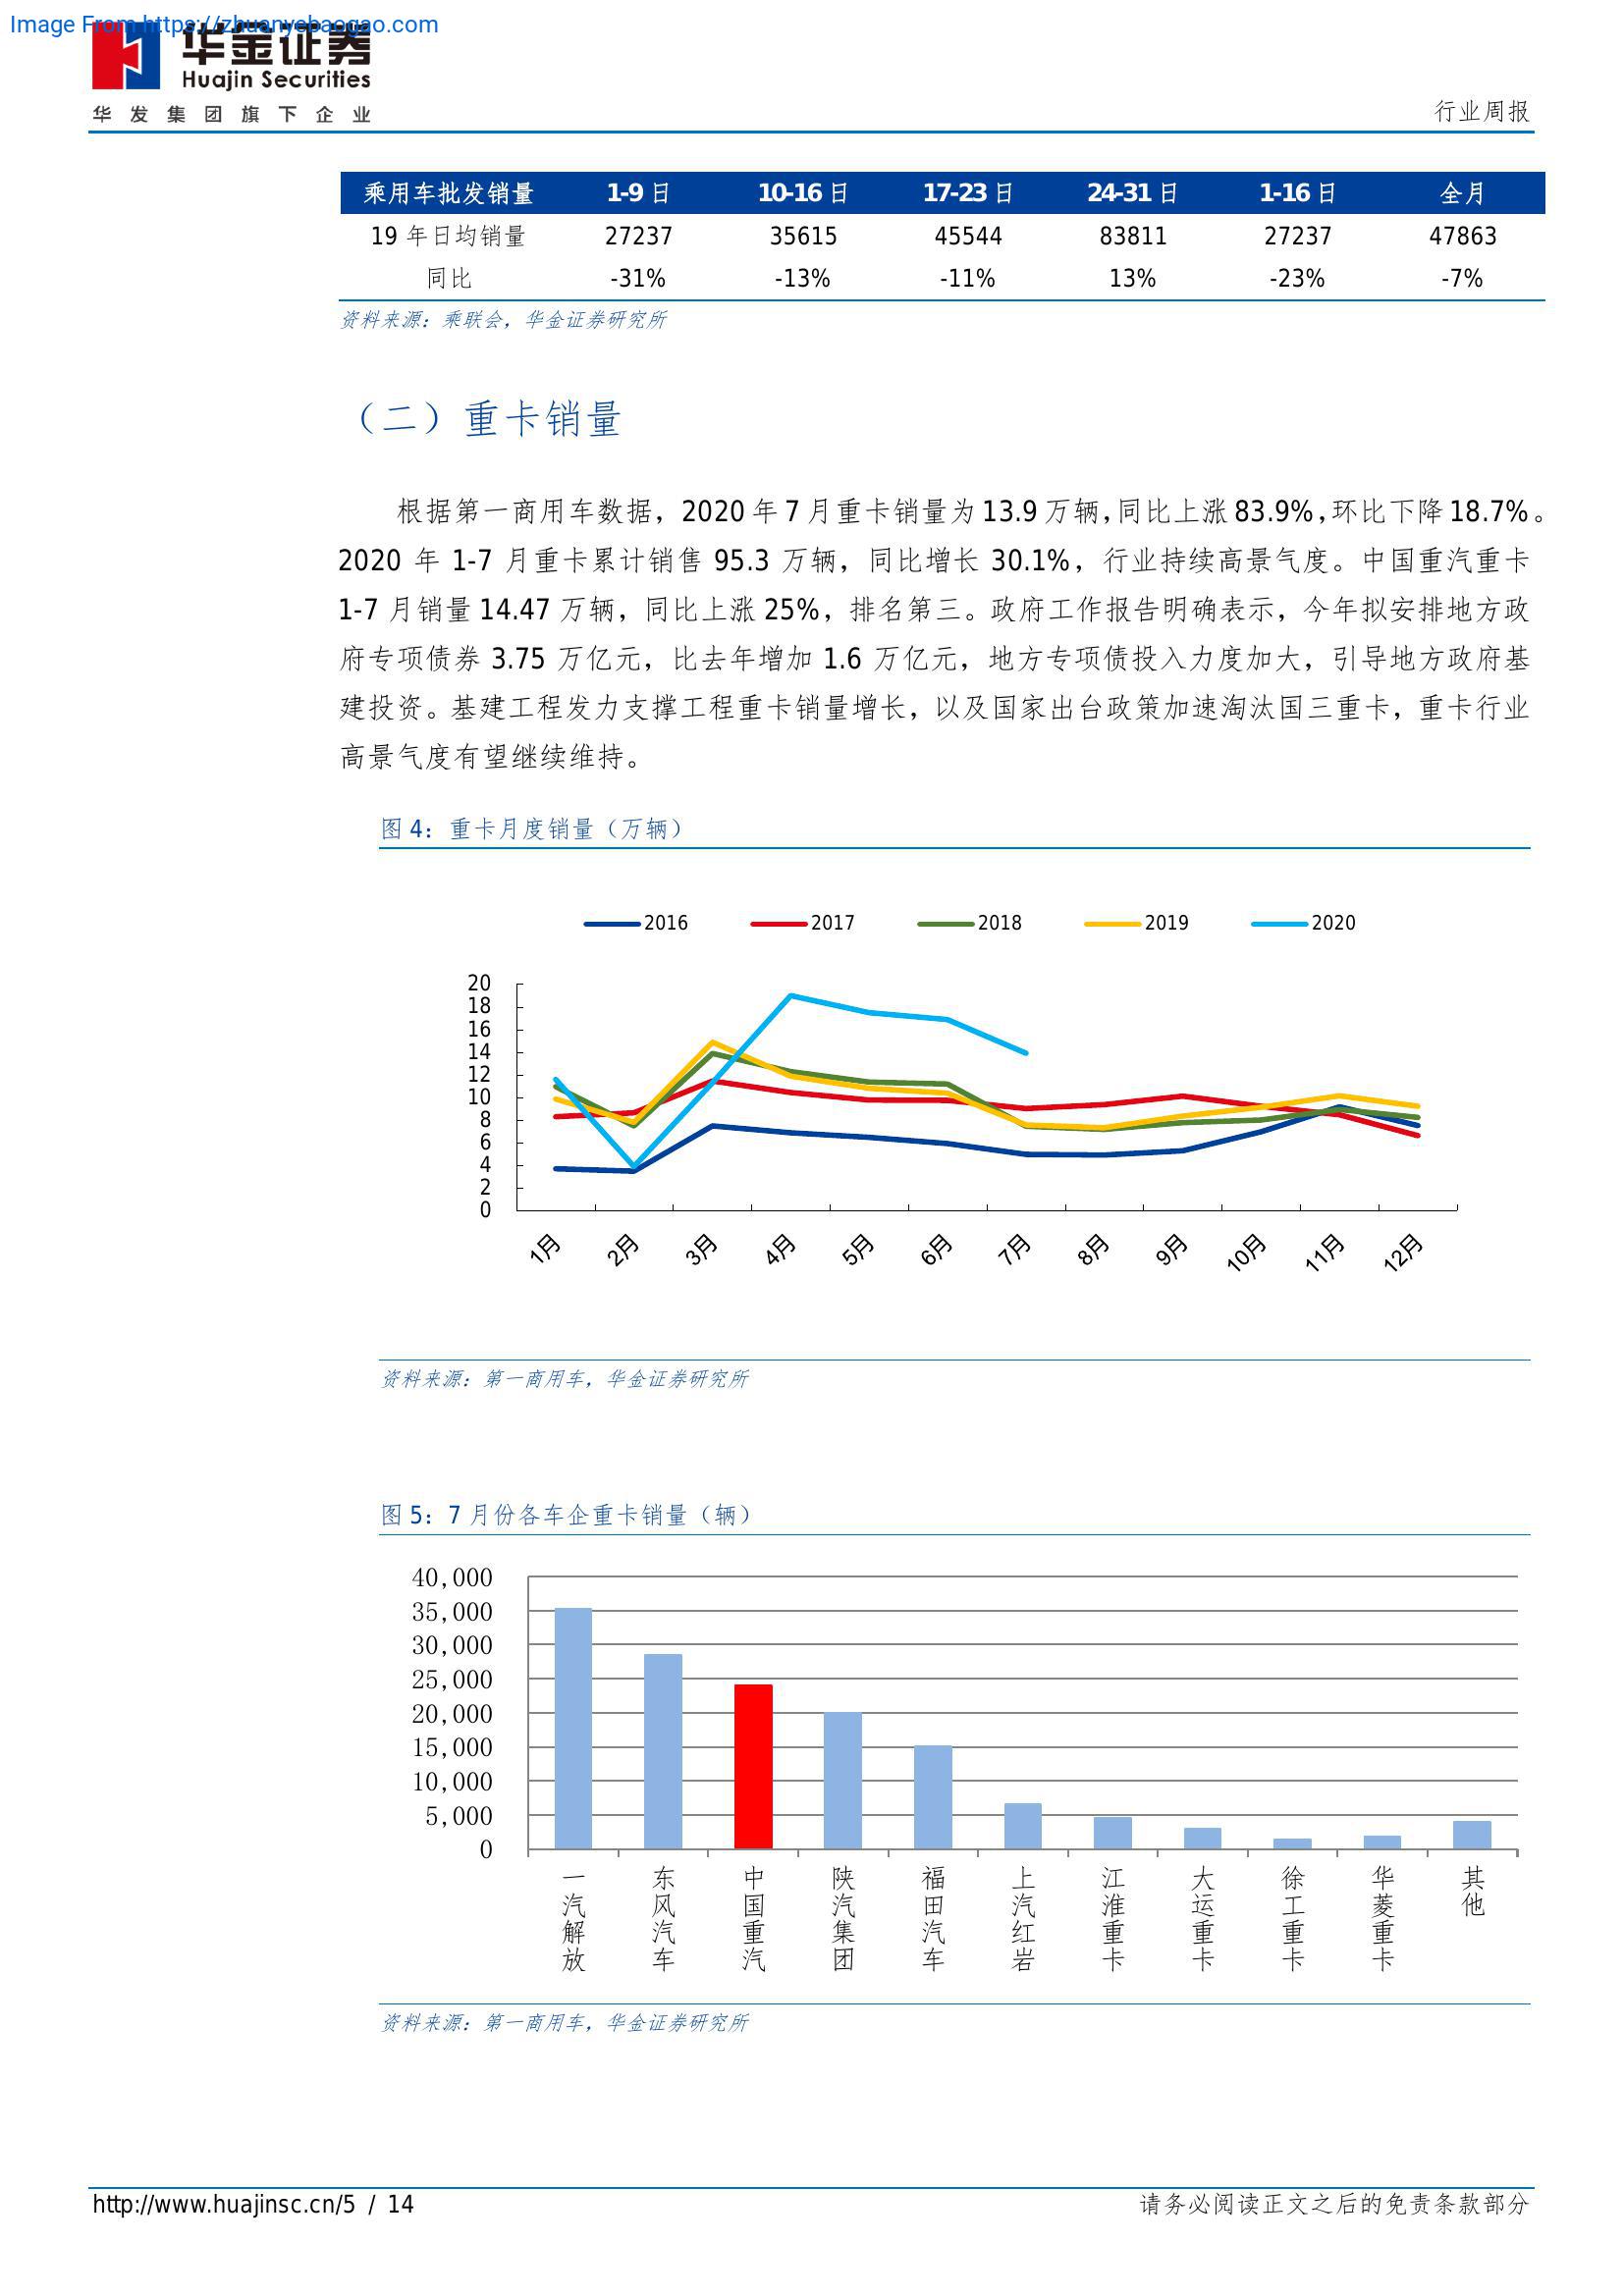 Image From https://zhuanyebaogao.com
华金证券
Huajin Securities
华发集团旗下企业
行业周报
乘用车批发销量 1-9 日 10-16 日 17-23 日 24-31 日 1-16 日 全月
19 年日均销量 27237 35615 45544 83811 27237 47863
同比 -31% -13% -11% 13% -23% -7%
资料来源：乘联会，华金证券研究所
（二）重卡销量
根据第一商用车数据，2020 年 7 月重卡销量为 13.9 万辆，同比上涨 83.9%，环比下降 18.7%。
2020 年 1-7 月重卡累计销售 95.3 万辆，同比增长 30.1%，行业持续高景气度。中国重汽重卡
1-7 月销量 14.47 万辆，同比上涨 25%，排名第三。政府工作报告明确表示，今年拟安排地方政
府专项债券 3.75 万亿元，比去年增加 1.6 万亿元，地方专项债投入力度加大，引导地方政府基
建投资。基建工程发力支撑工程重卡销量增长，以及国家出台政策加速淘汰国三重卡，重卡行业
高景气度有望继续维持。
图 4：重卡月度销量（万辆）
2016 2017 2018 2019 2020
20
18
16
14
12
10
8
6
4
2
0
1月 2月 3月 4月 5月 6月 7月 8月 9月 10月 11月 12月
资料来源：第一商用车，华金证券研究所
图 5：7 月份各车企重卡销量（辆）
40,000
35,000
30,000
25,000
20,000
15,000
10,000
5,000
0
一汽解放 东风汽车 中国重汽 陕汽集团 福田汽车 上汽红岩 江淮重卡 大运重卡 徐工重卡 华菱重卡 其他
资料来源：第一商用车，华金证券研究所
http://www.huajinsc.cn/5 / 14
请务必阅读正文之后的免责条款部分